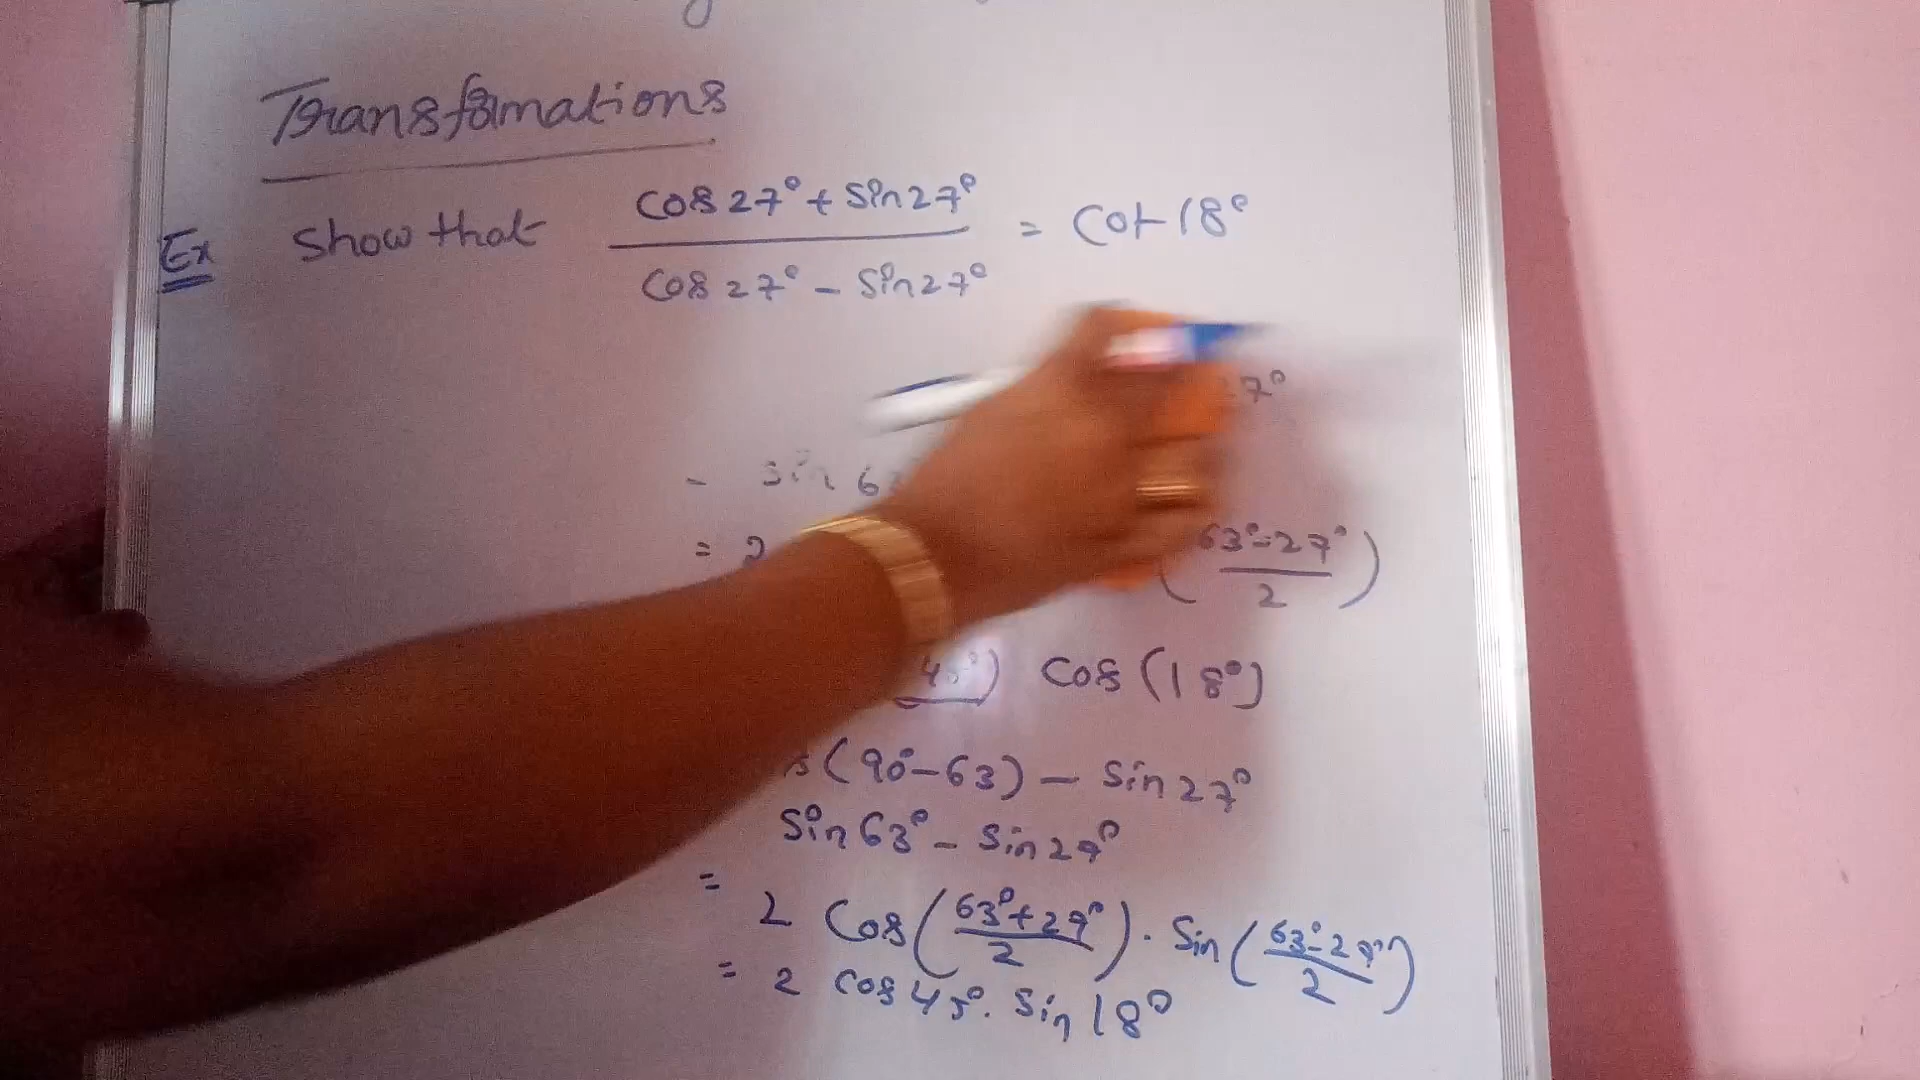 Transformations
Ex Show that cos 27° + sin 27° / cos 27° - sin 27° = cot 18°
27°
- sin 63
= 2 (63° - 27° / 2)
45°) cos (18°)
s(90° - 63) - sin 27°
sin 63° - sin 27°
=
2 cos (63° + 27° / 2) . sin (63° - 27° / 2)
= 2 cos 45° . sin 18°